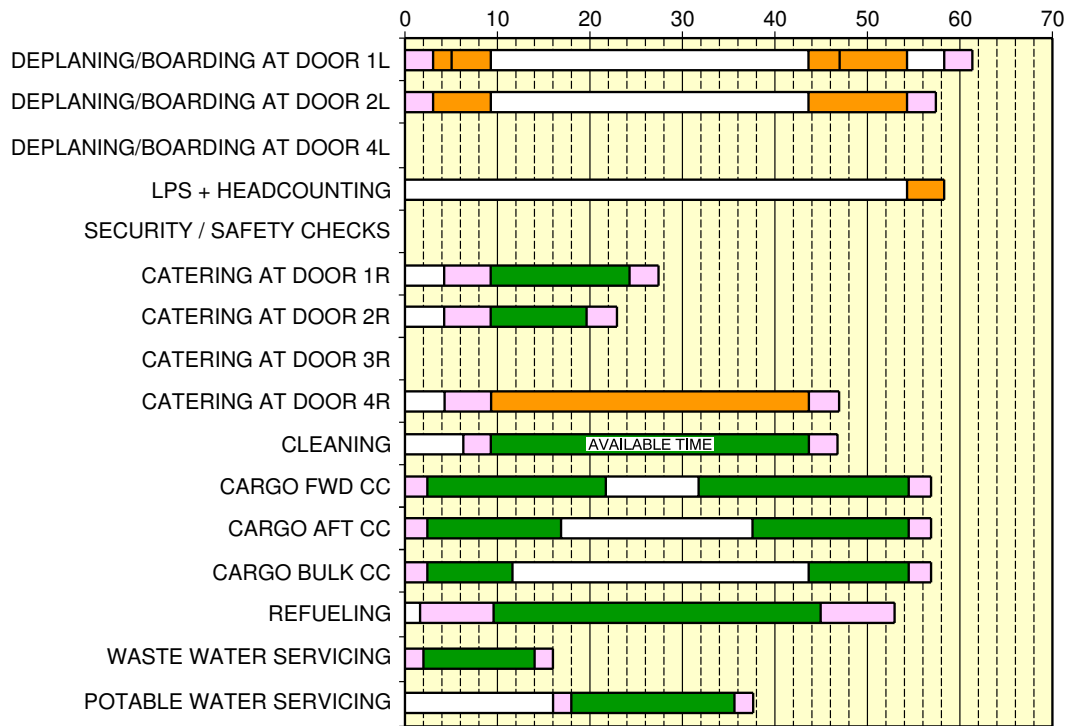 0 10 20 30 40 50 60 70
DEPLANING/BOARDING AT DOOR 1L
DEPLANING/BOARDING AT DOOR 2L
DEPLANING/BOARDING AT DOOR 4L
LPS + HEADCOUNTING
SECURITY / SAFETY CHECKS
CATERING AT DOOR 1R
CATERING AT DOOR 2R
CATERING AT DOOR 3R
CATERING AT DOOR 4R
CLEANING AVAILABLE TIME
CARGO FWD CC
CARGO AFT CC
CARGO BULK CC
REFUELING
WASTE WATER SERVICING
POTABLE WATER SERVICING